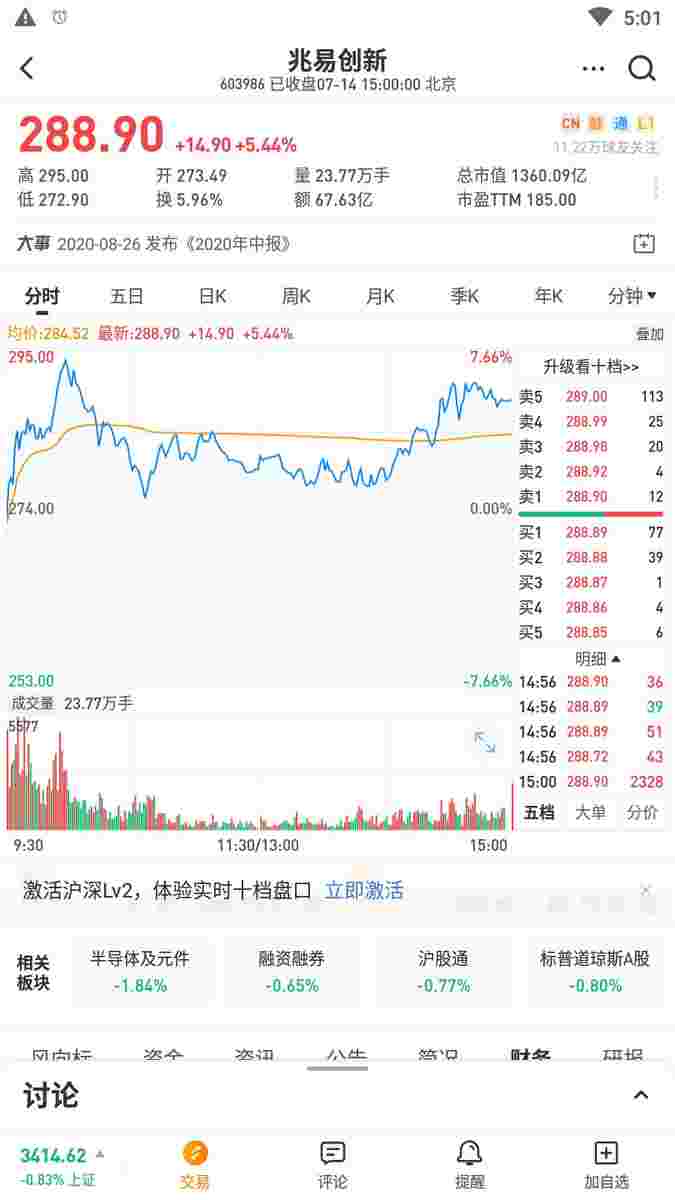 5:01
兆易创新
603986 已收盘07-14 15:00:00 北京
288.90 +14.90 +5.44%
CN 融 通 L1
11.22万球友关注
高 295.00 开 273.49 量 23.77万手 总市值 1360.09亿
低 272.90 换 5.96% 额 67.63亿 市盈TTM 185.00
大事 2020-08-26 发布《2020年中报》
分时 五日 日K 周K 月K 季K 年K 分钟▼
均价:284.52 最新:288.90 +14.90 +5.44% 叠加
295.00 7.66%
274.00 0.00%
253.00 -7.66%
升级看十档>>
卖5 289.00 113
卖4 288.99 25
卖3 288.98 20
卖2 288.92 4
卖1 288.90 12
买1 288.89 77
买2 288.88 39
买3 288.87 1
买4 288.86 4
买5 288.85 6
明细▲
14:56 288.90 36
14:56 288.89 39
14:56 288.89 51
14:56 288.72 43
15:00 288.90 2328
五档 大单 分价
成交量 23.77万手
5577
9:30 11:30/13:00 15:00
激活沪深Lv2，体验实时十档盘口 立即激活
相关板块
半导体及元件 融资融券 沪股通 标普道琼斯A股
-1.84% -0.65% -0.77% -0.80%
风向标 资金 资讯 公告 简况 财务 研报
讨论
3414.62
-0.83% 上证
交易 评论 提醒 加自选